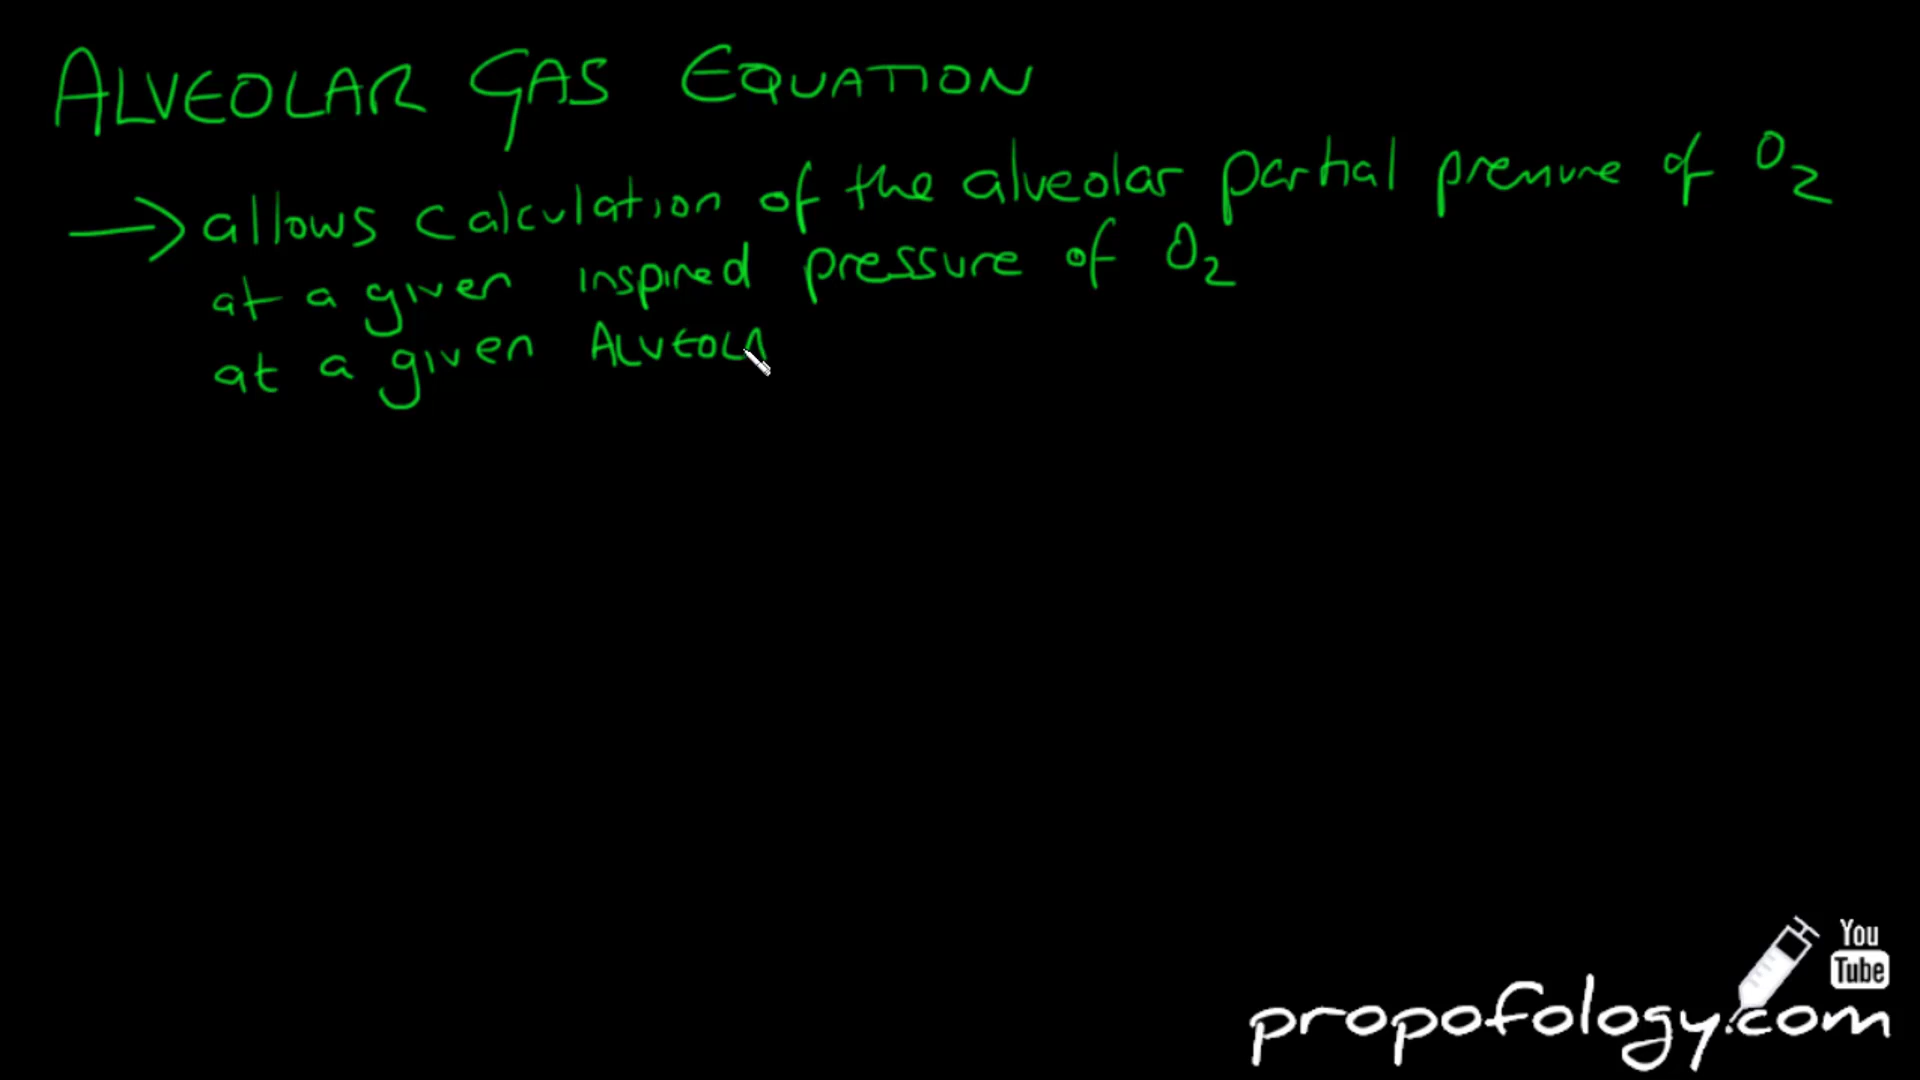 ALVEOLAR GAS EQUATION
→ allows calculation of the alveolar partial pressure of O2
at a given inspired pressure of O2
at a given ALVEOLA
You
Tube
propofology.com